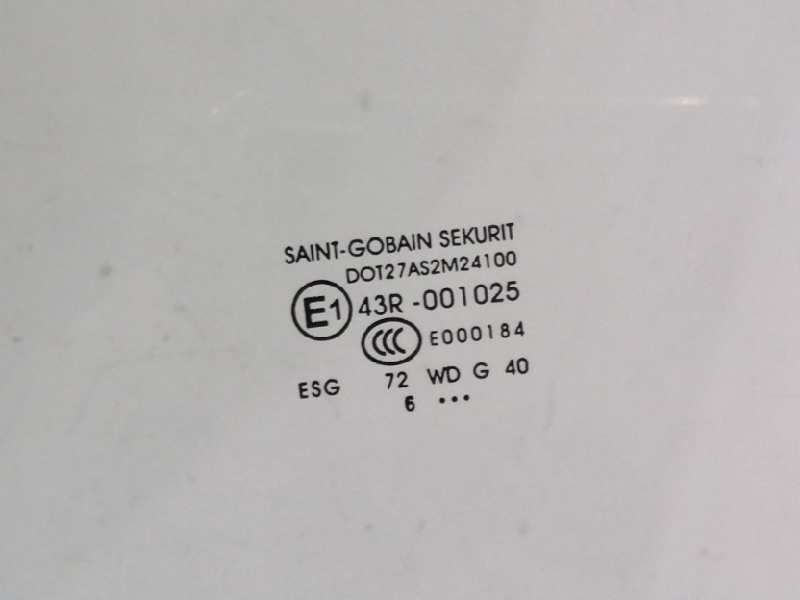 SAINT-GOBAIN SEKURIT
DOT27AS2M24100
E1 43R -001025
CCC E000184
ESG 72 WD G 40
6 •••